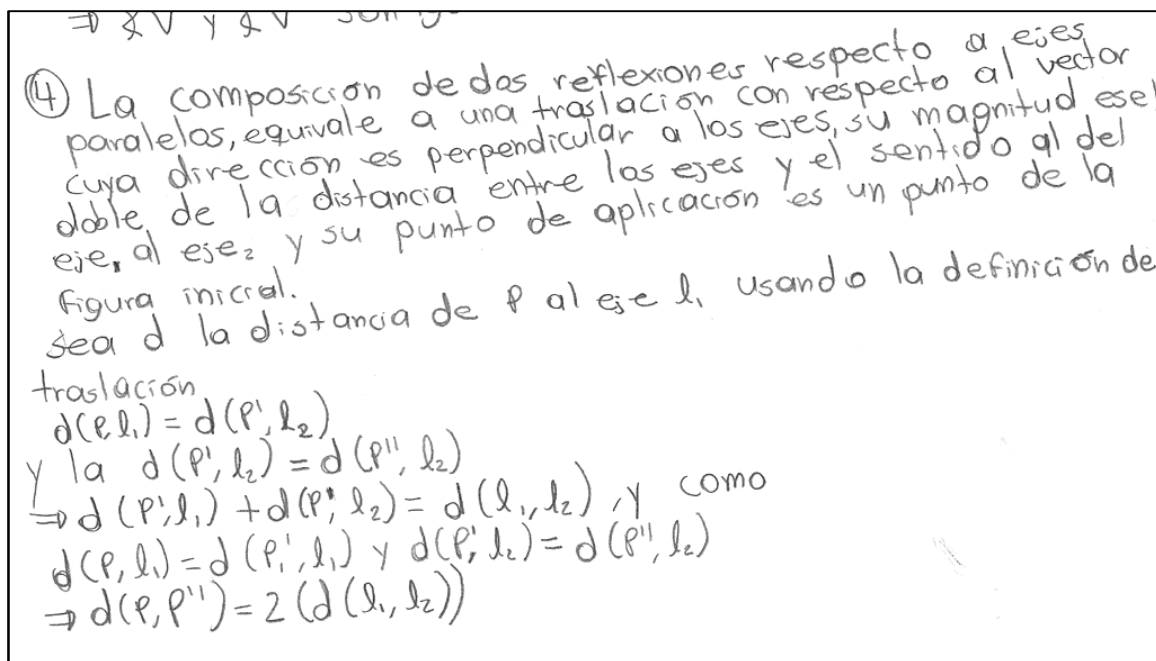 ⇒ ∡ V y ∡ V
④ La composición de dos reflexiones respecto a ejes
paralelos, equivale a una traslación con respecto al vector
cuya dirección es perpendicular a los ejes, su magnitud es el
doble de la distancia entre los ejes y el sentido al del
eje₁ al eje₂ y su punto de aplicación es un punto de la
figura inicial.
sea d la distancia de P al eje l₁ usando la definición de
traslación
d(P, l₁) = d(P', l₂)
y la d(P', l₂) = d(P'', l₂)
⇒ d(P', l₁) + d(P', l₂) = d(l₁, l₂), y como
d(P, l₁) = d(P₁', l₁) y d(P', l₂) = d(P'', l₂)
⇒ d(P, P'') = 2(d(l₁, l₂))